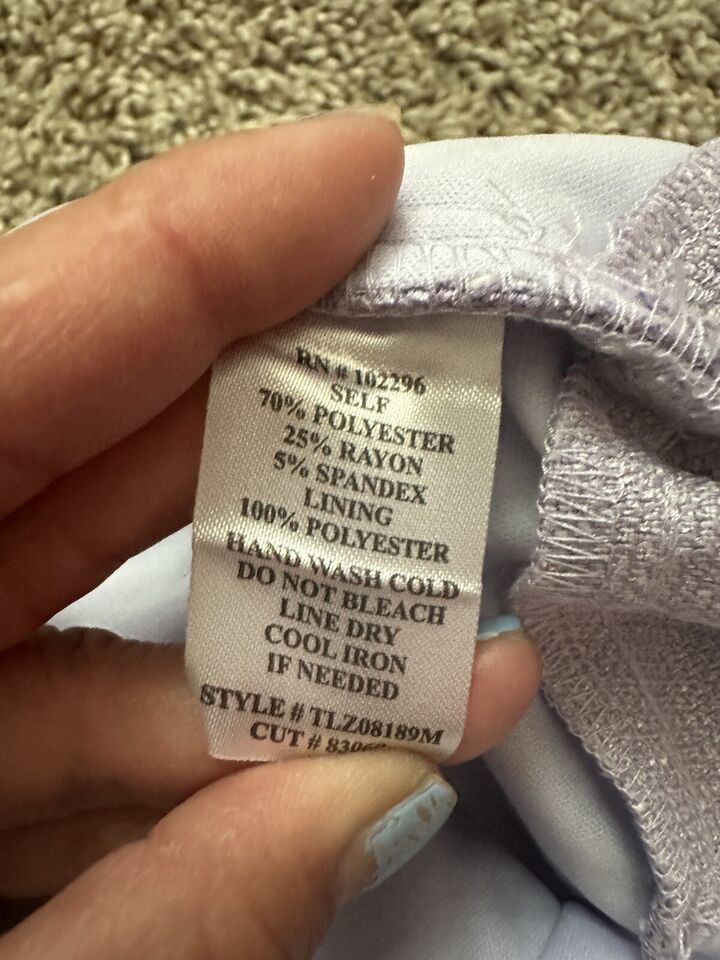 RN # 102296
SELF
70% POLYESTER
25% RAYON
5% SPANDEX
LINING
100% POLYESTER
HAND WASH COLD
DO NOT BLEACH
LINE DRY
COOL IRON
IF NEEDED
STYLE # TLZ08189M
CUT #